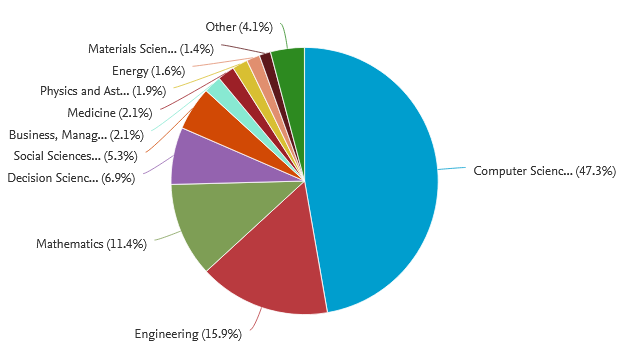 Other (4.1%)
Materials Scien... (1.4%)
Energy (1.6%)
Physics and Ast... (1.9%)
Medicine (2.1%)
Business, Manag... (2.1%)
Social Sciences... (5.3%)
Decision Scienc... (6.9%)
Computer Scienc... (47.3%)
Mathematics (11.4%)
Engineering (15.9%)